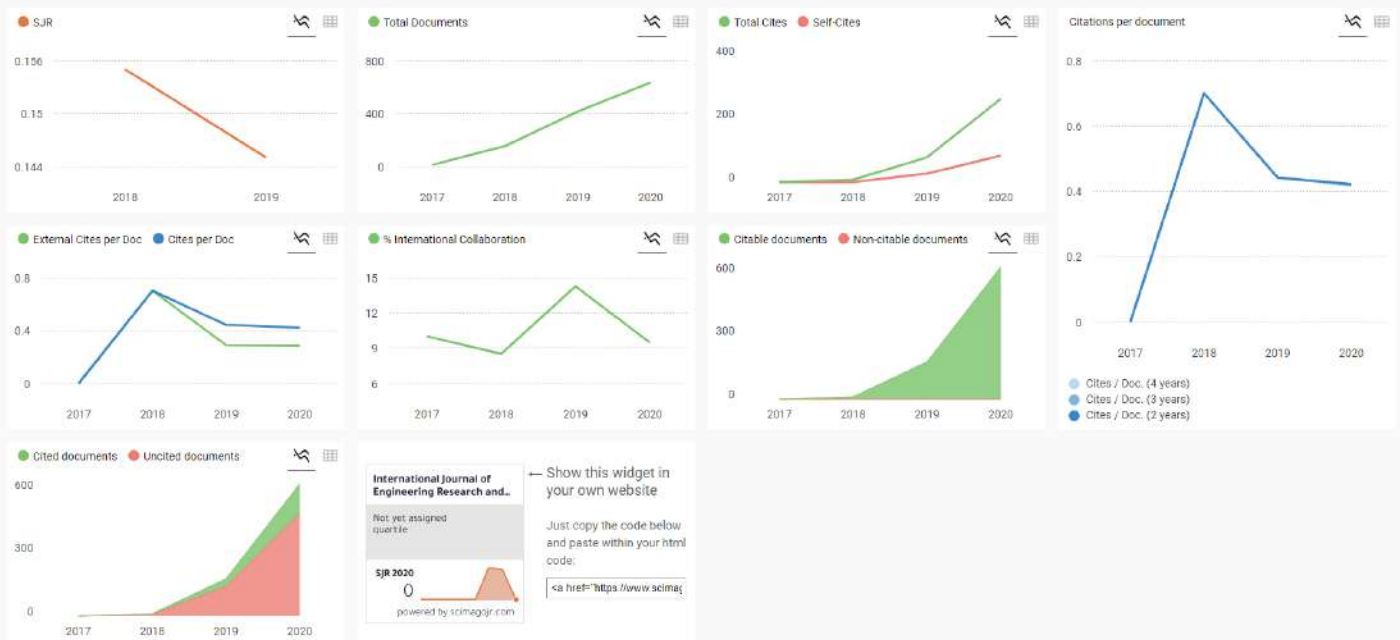 SJR
0.156
0.15
0.144
2018 2019
Total Documents
800
400
0
2017 2018 2019 2020
Total Cites Self-Cites
400
200
0
2017 2018 2019 2020
Citations per document
0.8
0.6
0.4
0.2
0
2017 2018 2019 2020
Cites / Doc. (4 years)
Cites / Doc. (3 years)
Cites / Doc. (2 years)
External Cites per Doc Cites per Doc
0.8
0.4
0
2017 2018 2019 2020
% International Collaboration
15
12
9
6
2017 2018 2019 2020
Citable documents Non-citable documents
600
300
0
2017 2018 2019 2020
Cited documents Uncited documents
600
300
0
2017 2018 2019 2020
International Journal of
Engineering Research and...
Not yet assigned
quartile
SJR 2020
0
powered by scimagojr.com
← Show this widget in
your own website
Just copy the code below
and paste within your html
code:
<a href="https://www.scimag